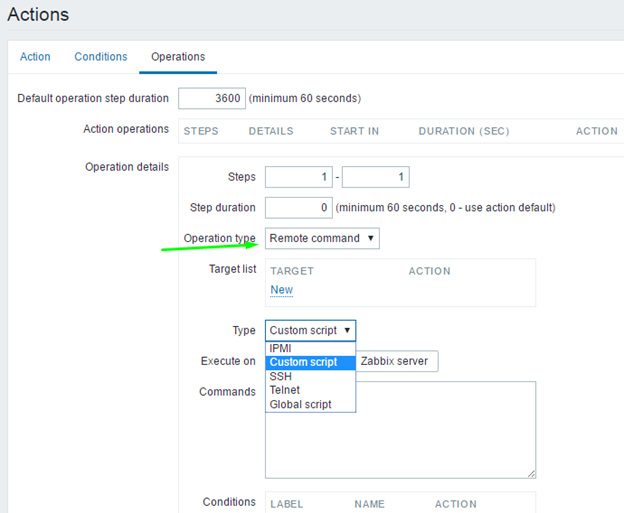 Actions
Action Conditions Operations
Default operation step duration 3600 (minimum 60 seconds)
Action operations STEPS DETAILS START IN DURATION (SEC) ACTION
Operation details
Steps 1 - 1
Step duration 0 (minimum 60 seconds, 0 - use action default)
Operation type Remote command
Target list TARGET ACTION
New
Type Custom script
IPMI
Execute on Custom script Zabbix server
SSH
Commands Telnet
Global script
Conditions LABEL NAME ACTION